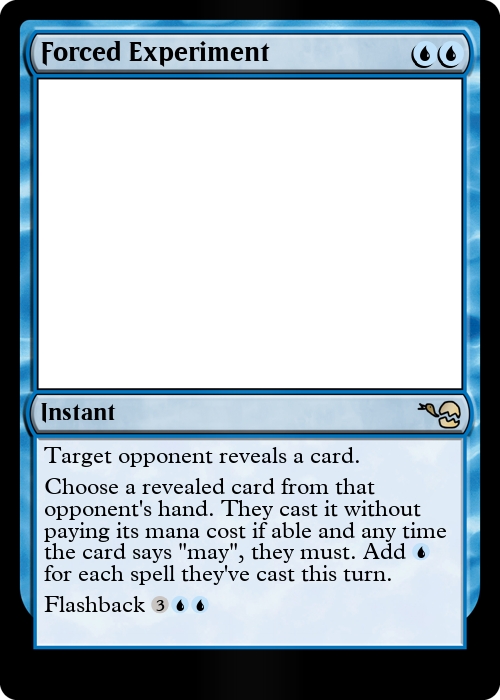 Forced Experiment
Instant
Target opponent reveals a card.
Choose a revealed card from that
opponent's hand. They cast it without
paying its mana cost if able and any time
the card says "may", they must. Add
for each spell they've cast this turn.
Flashback 3